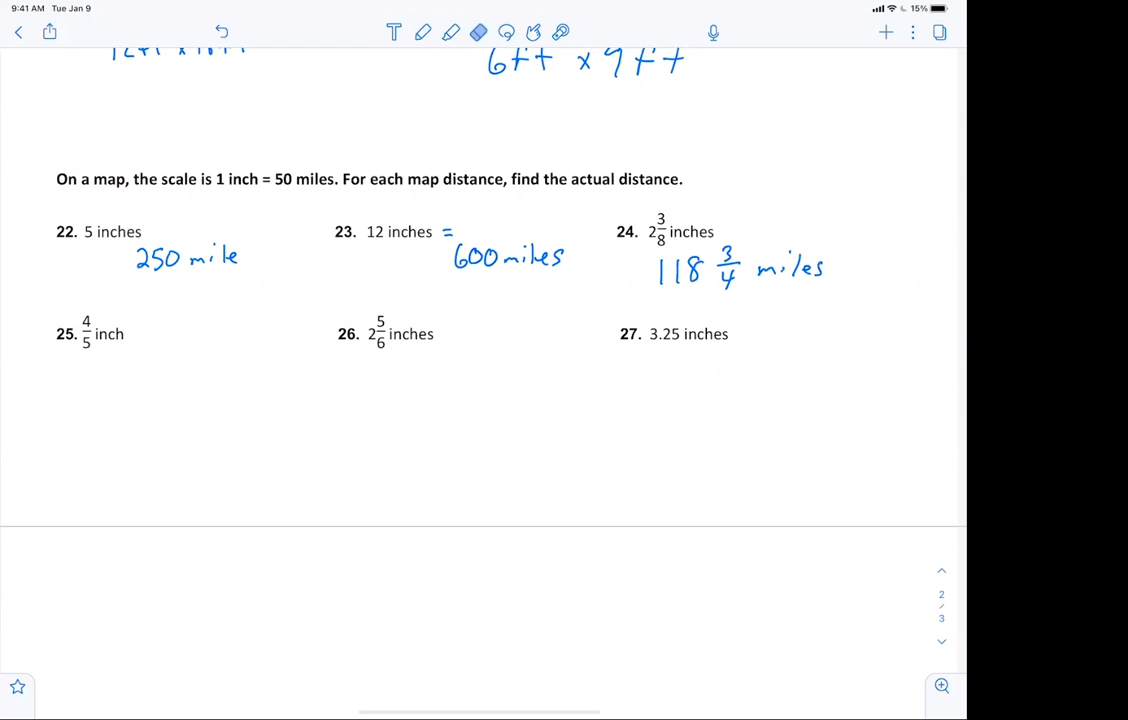 9:41 AM Tue Jan 9
15%
T
6ft x 9ft
On a map, the scale is 1 inch = 50 miles. For each map distance, find the actual distance.
22. 5 inches
250 mile
23. 12 inches =
600 miles
24. 2 3/8 inches
118 3/4 miles
25. 4/5 inch
26. 2 5/6 inches
27. 3.25 inches
2
/
3